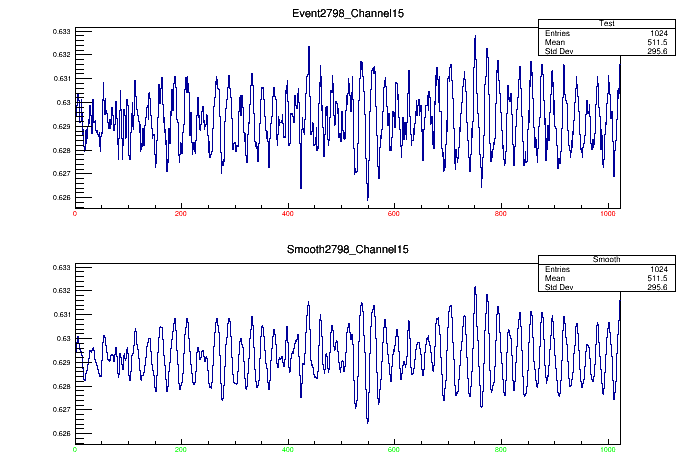 Event2798_Channel15
Test
Entries 1024
Mean 511.5
Std Dev 295.6
0.633
0.632
0.631
0.63
0.629
0.628
0.627
0.626
0 200 400 600 800 1000
Smooth2798_Channel15
Smooth
Entries 1024
Mean 511.5
Std Dev 295.6
0.633
0.632
0.631
0.63
0.629
0.628
0.627
0.626
0 200 400 600 800 1000